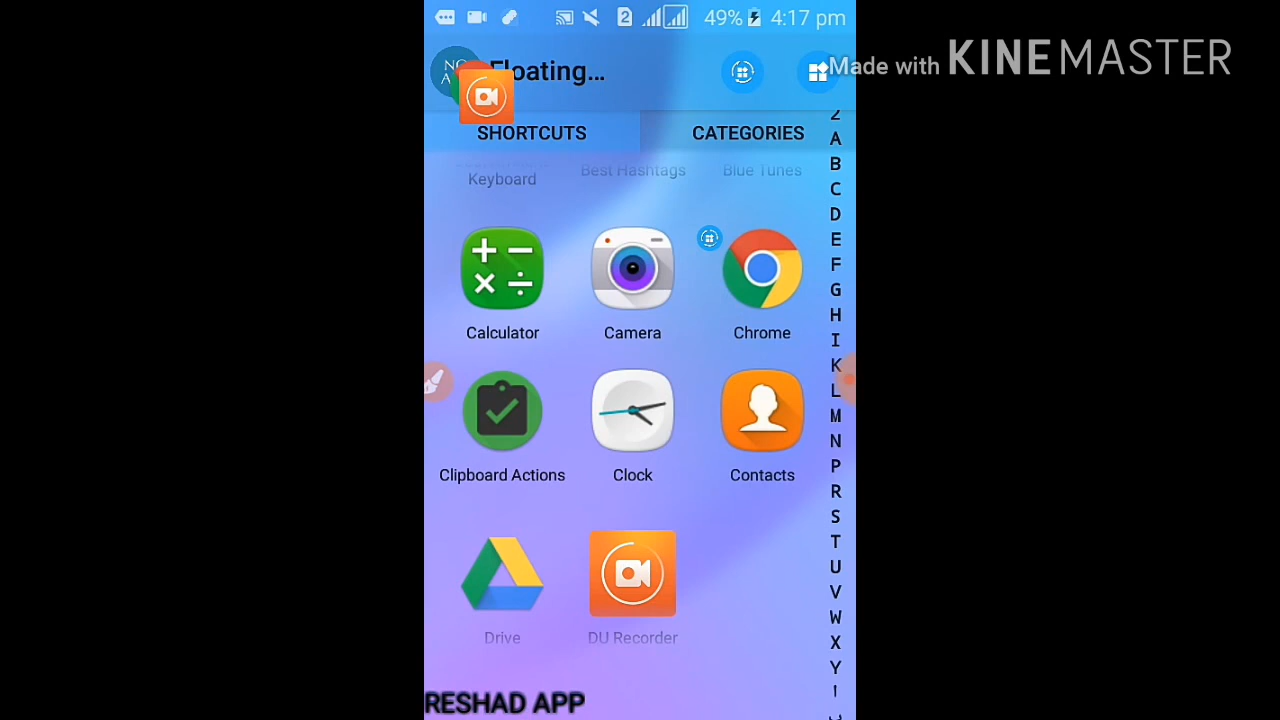 2 49% 4:17 pm
Made with KINEMASTER
Floating...
SHORTCUTS CATEGORIES
Keyboard Best Hashtags Blue Tunes
Calculator Camera Chrome
Clipboard Actions Clock Contacts
Drive DU Recorder
RESHAD APP
Z
A
B
C
D
E
F
G
H
I
K
L
M
N
P
R
S
T
U
V
W
X
Y